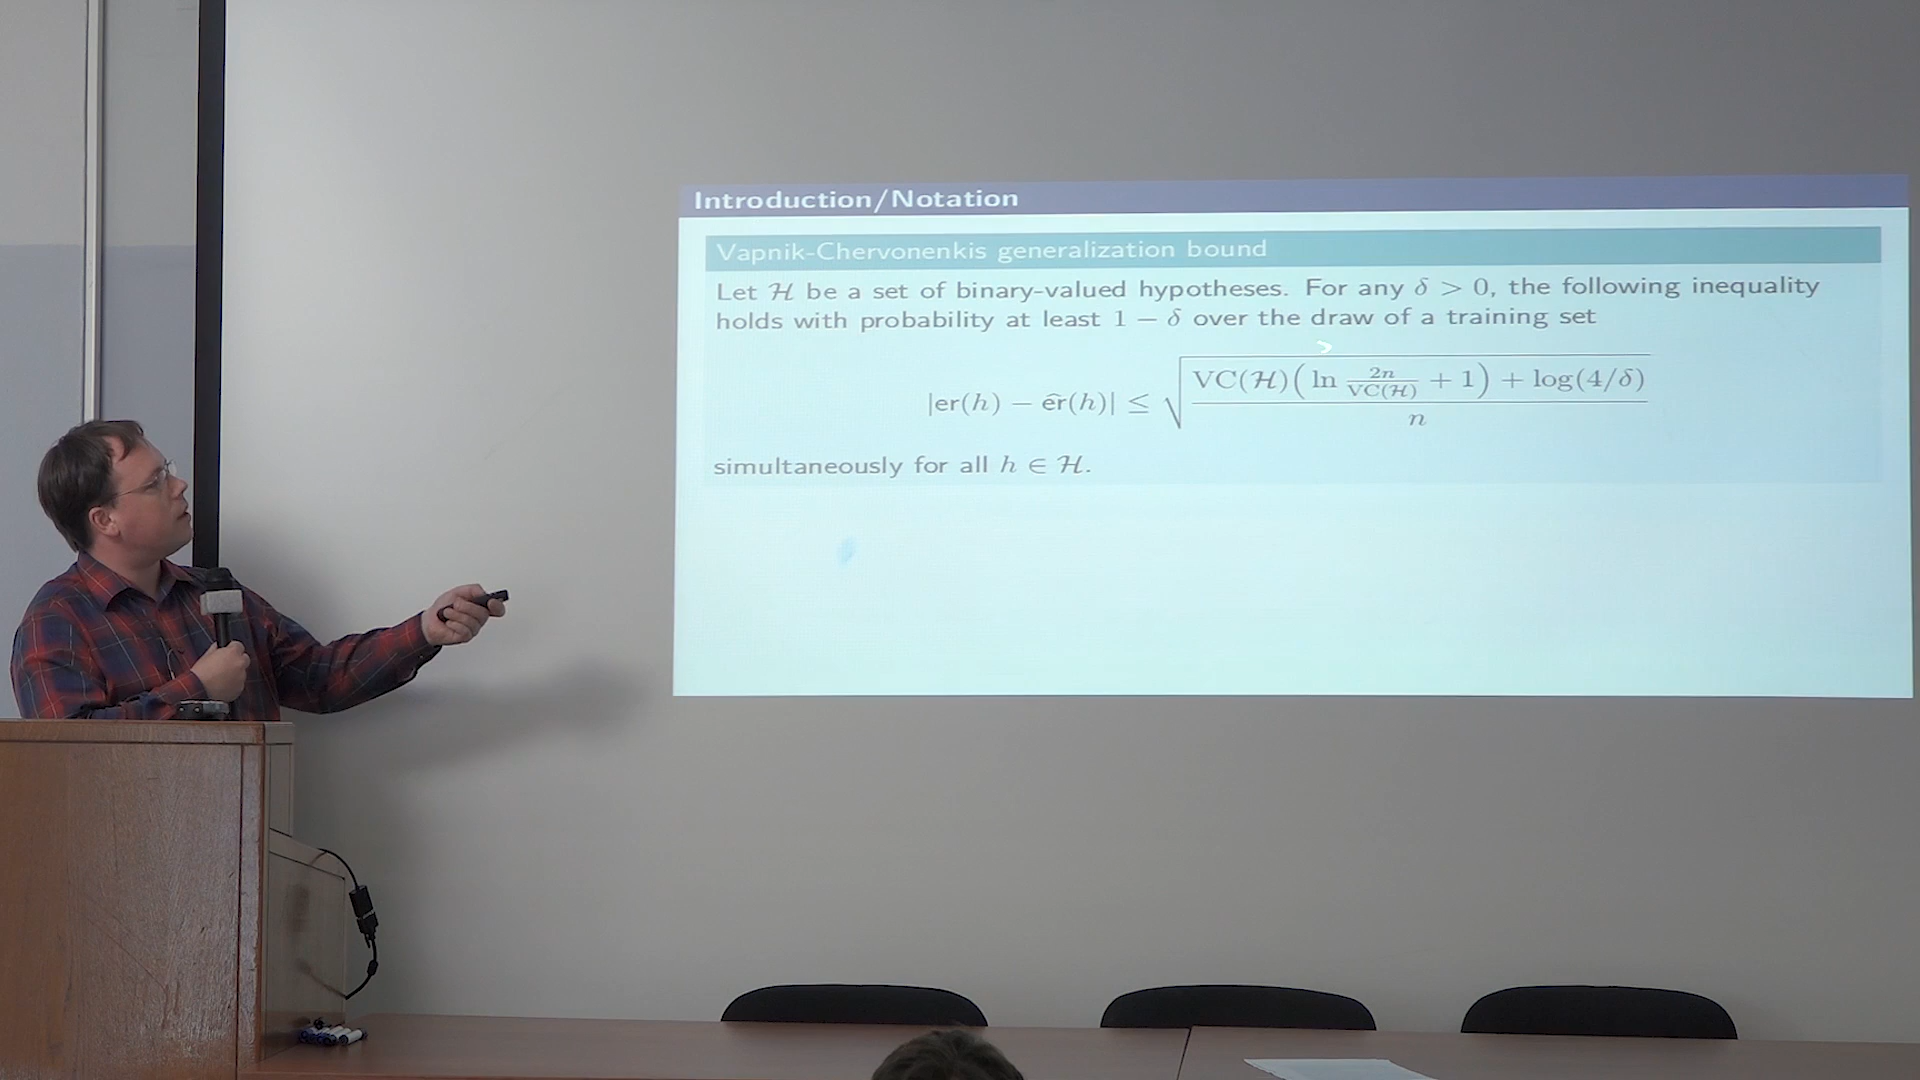 Introduction/Notation
Vapnik-Chervonenkis generalization bound
Let ℋ be a set of binary-valued hypotheses. For any δ > 0, the following inequality
holds with probability at least 1 − δ over the draw of a training set
|er(h) − êr(h)| ≤ √((VC(ℋ)(ln 2n/VC(ℋ) + 1) + log(4/δ))/n)
simultaneously for all h ∈ ℋ.